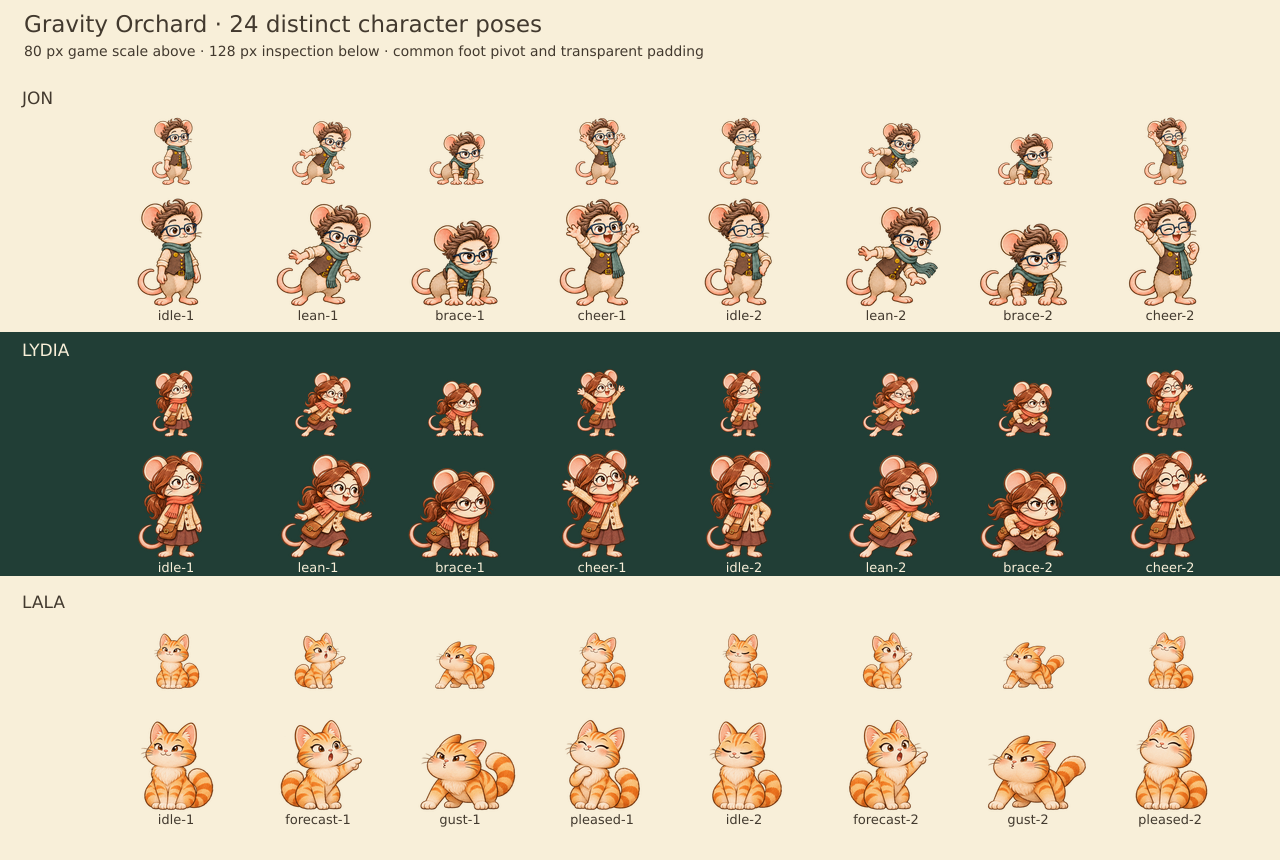 Gravity Orchard · 24 distinct character poses
80 px game scale above · 128 px inspection below · common foot pivot and transparent padding
JON
idle-1 lean-1 brace-1 cheer-1 idle-2 lean-2 brace-2 cheer-2
LYDIA
idle-1 lean-1 brace-1 cheer-1 idle-2 lean-2 brace-2 cheer-2
LALA
idle-1 forecast-1 gust-1 pleased-1 idle-2 forecast-2 gust-2 pleased-2